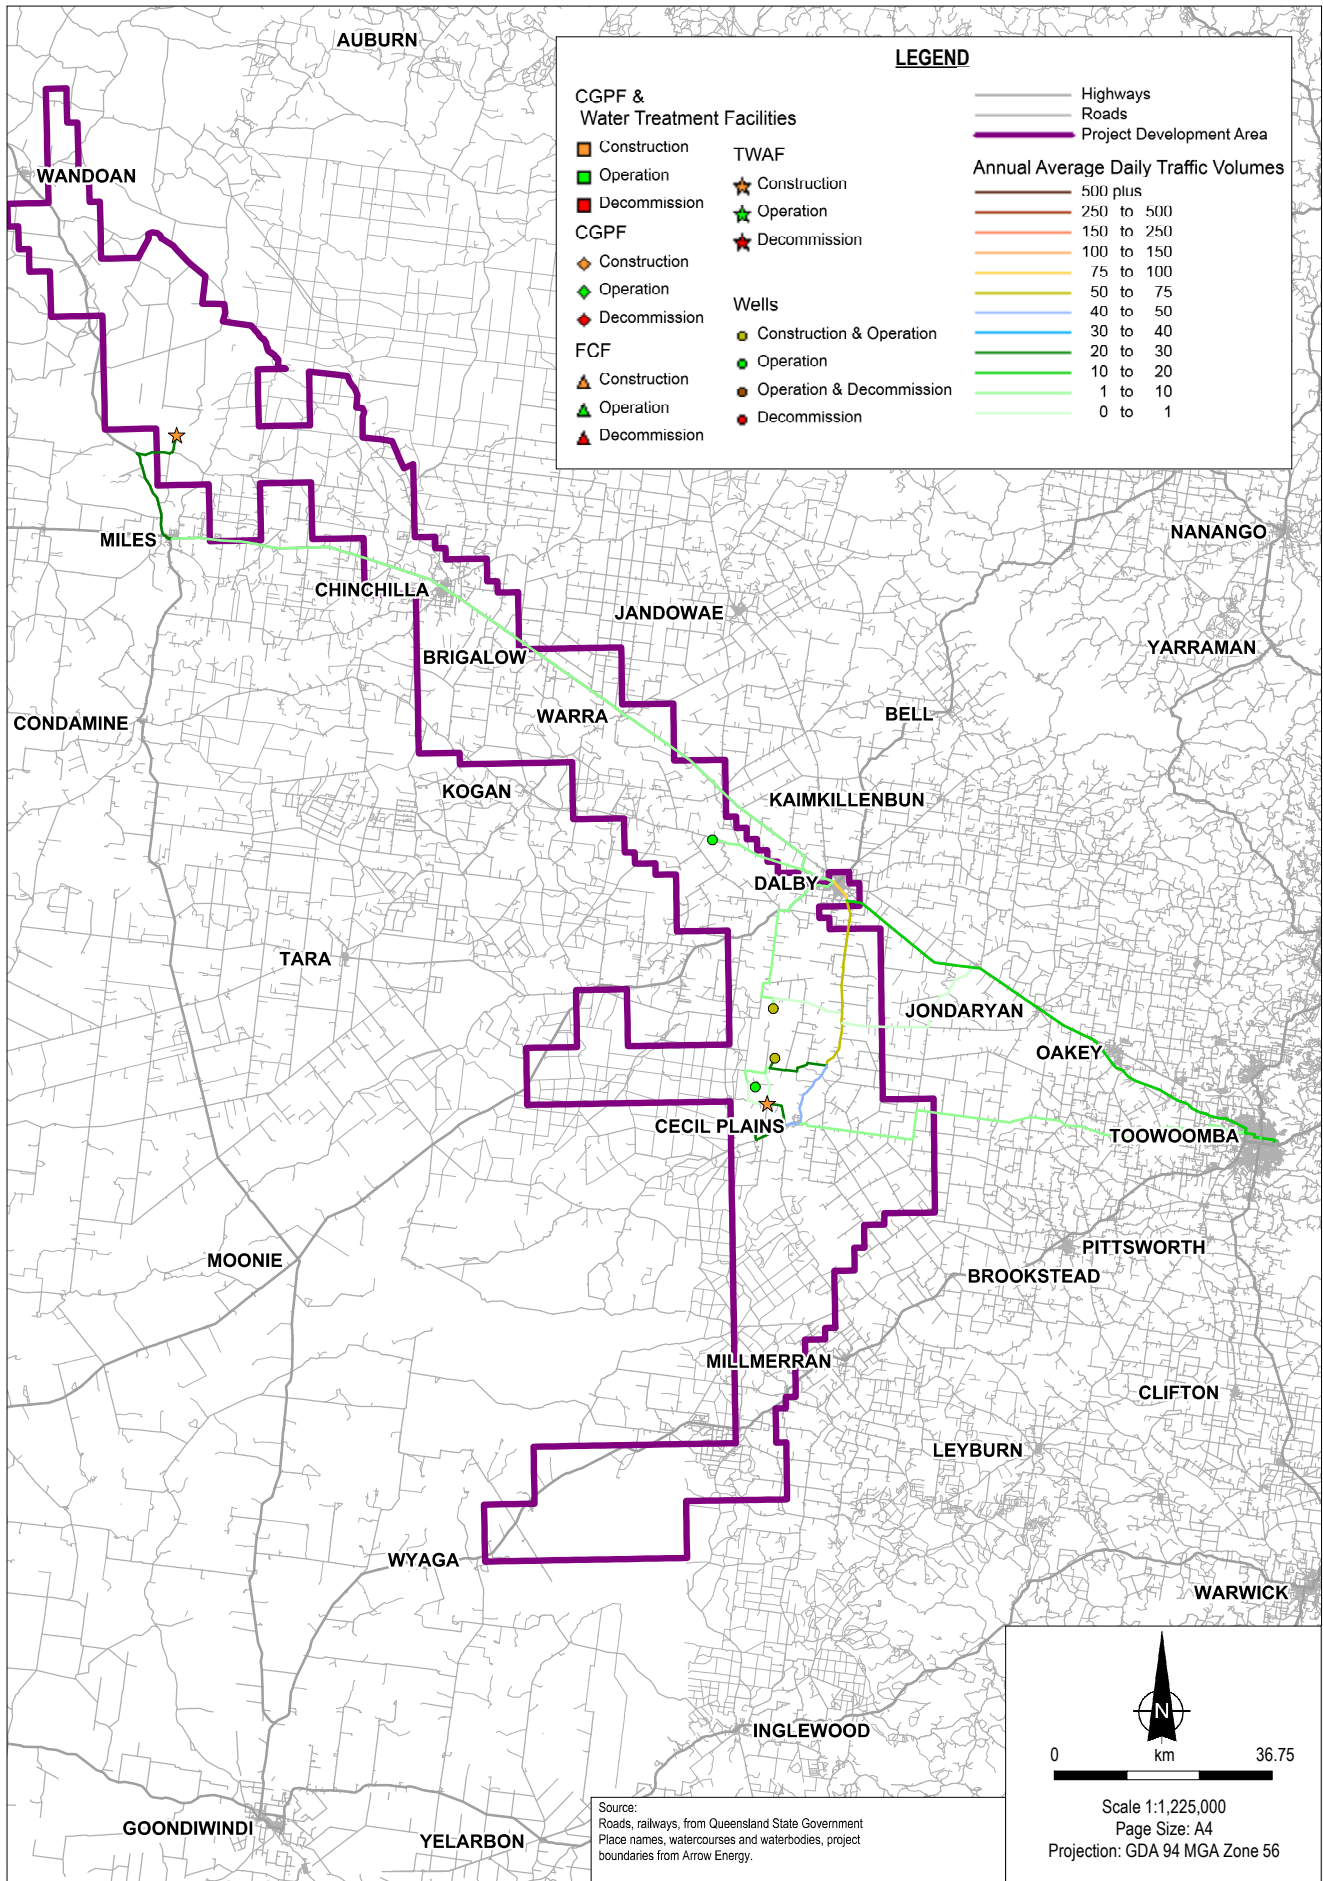 AUBURN
LEGEND
CGPF &
Water Treatment Facilities
Construction
Operation
Decommission
CGPF
Construction
Operation
Decommission
FCF
Construction
Operation
Decommission
TWAF
Construction
Operation
Decommission
Wells
Construction & Operation
Operation
Operation & Decommission
Decommission
Highways
Roads
Project Development Area
Annual Average Daily Traffic Volumes
500 plus
250 to 500
150 to 250
100 to 150
75 to 100
50 to 75
40 to 50
30 to 40
20 to 30
10 to 20
1 to 10
0 to 1
WANDOAN
NANANGO
MILES
CHINCHILLA
JANDOWAE
YARRAMAN
BRIGALOW
WARRA
BELL
CONDAMINE
KOGAN
KAIMKILLENBUN
DALBY
TARA
JONDARYAN
OAKEY
CECIL PLAINS
TOOWOOMBA
MOONIE
PITTSWORTH
BROOKSTEAD
MILLMERRAN
CLIFTON
LEYBURN
WYAGA
WARWICK
INGLEWOOD
GOONDIWINDI
YELARBON
N
0 km 36.75
Scale 1:1,225,000
Page Size: A4
Projection: GDA 94 MGA Zone 56
Source:
Roads, railways, from Queensland State Government
Place names, watercourses and waterbodies, project
boundaries from Arrow Energy.